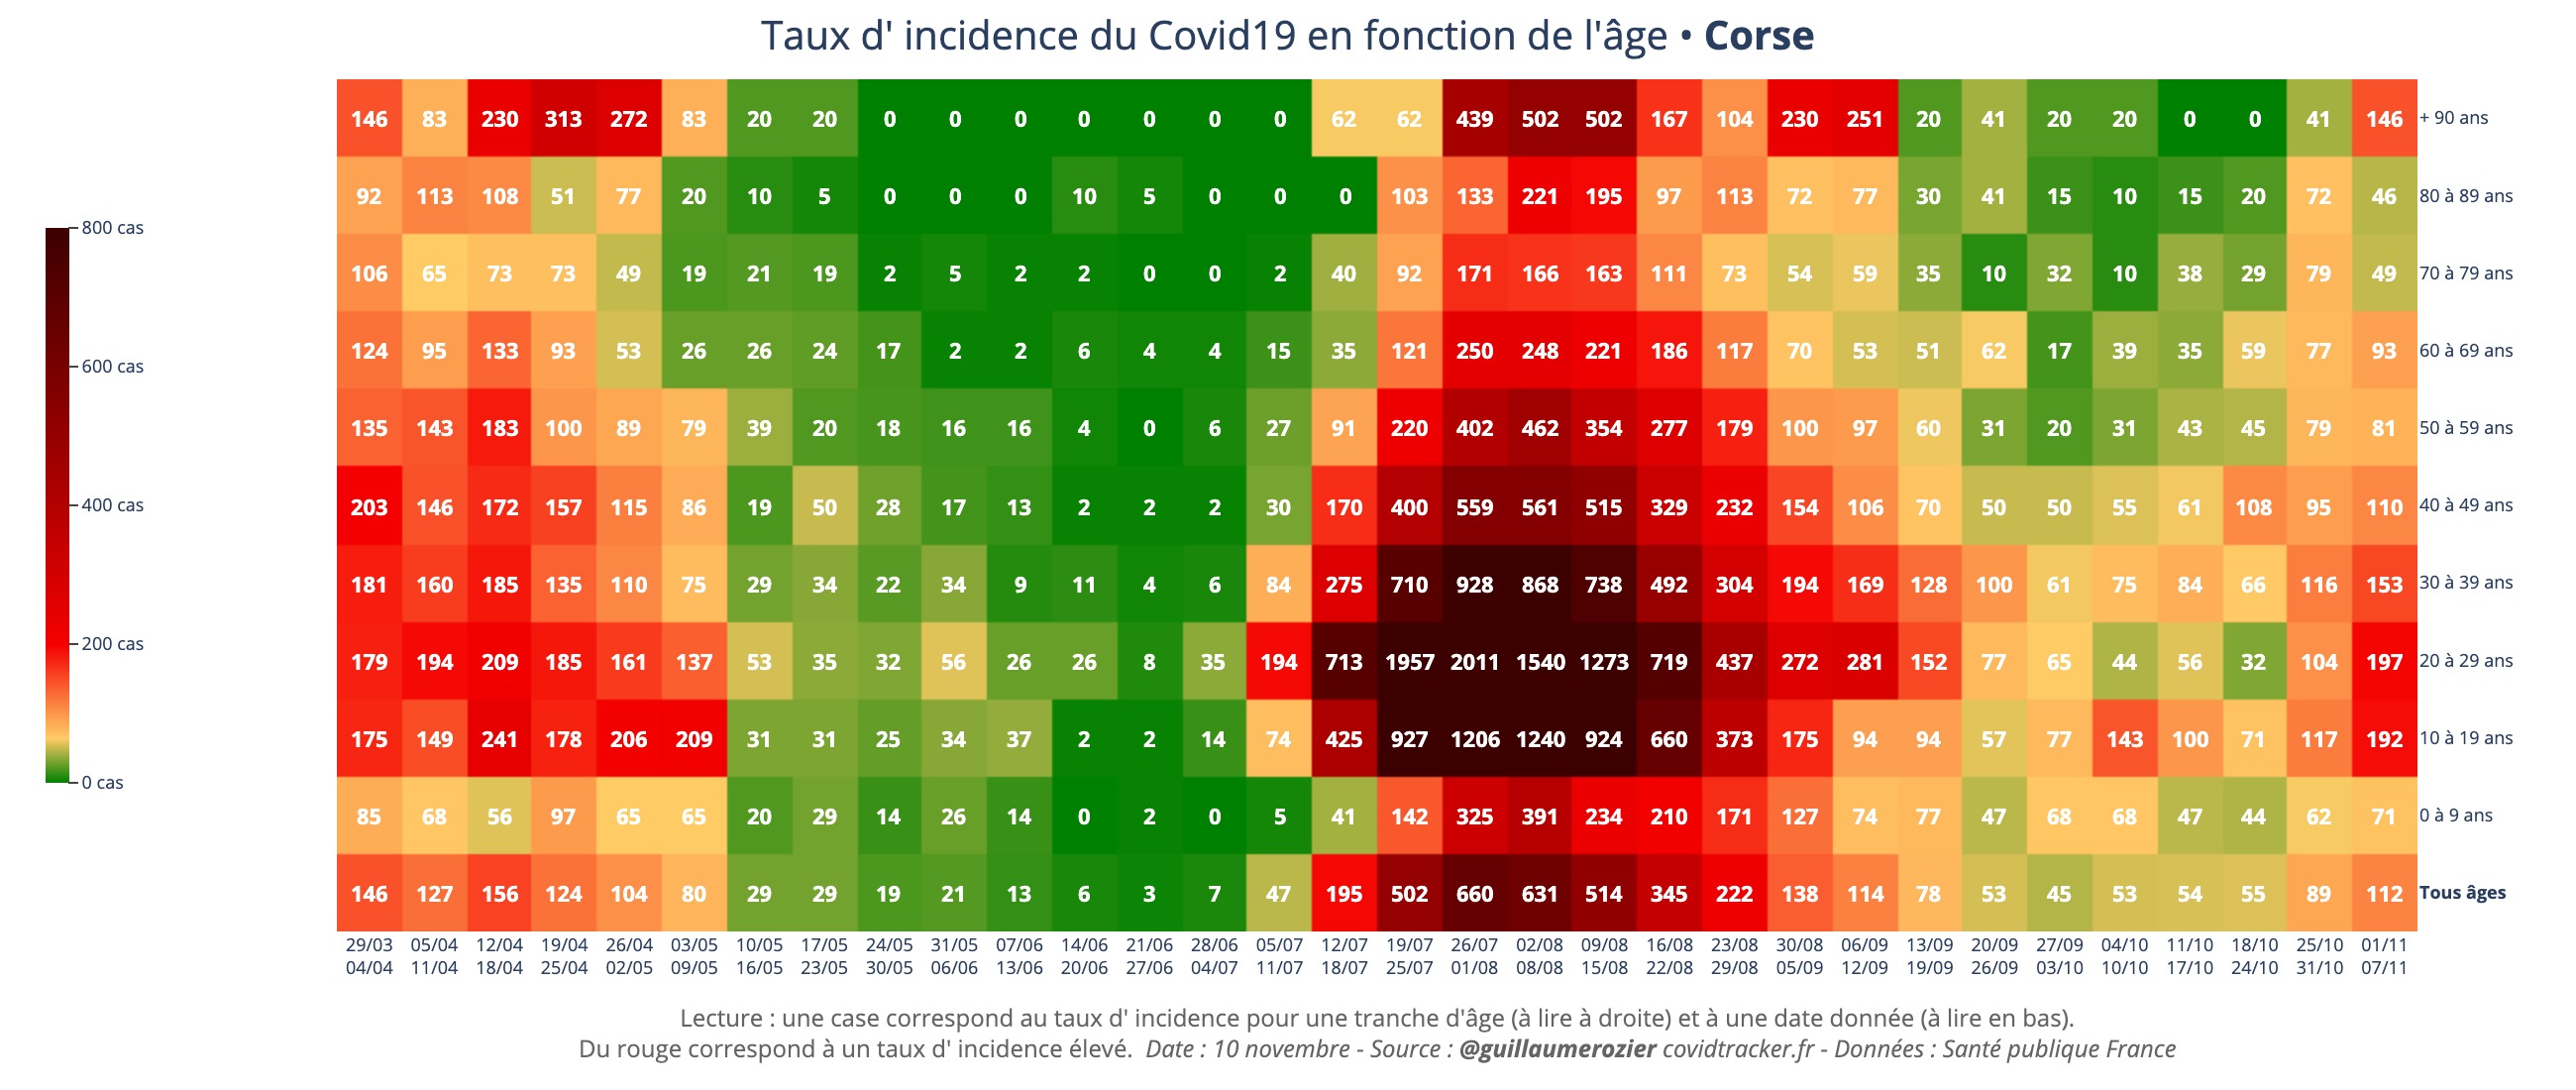 Taux d' incidence du Covid19 en fonction de l'âge • Corse
146 83 230 313 272 83 20 20 0 0 0 0 0 0 0 62 62 439 502 502 167 104 230 251 20 41 20 20 0 0 41 146 + 90 ans
92 113 108 51 77 20 10 5 0 0 0 10 5 0 0 0 103 133 221 195 97 113 72 77 30 41 15 10 15 20 72 46 80 à 89 ans
800 cas
106 65 73 73 49 19 21 19 2 5 2 2 0 0 2 40 92 171 166 163 111 73 54 59 35 10 32 10 38 29 79 49 70 à 79 ans
124 95 133 93 53 26 26 24 17 2 2 6 4 4 15 35 121 250 248 221 186 117 70 53 51 62 17 39 35 59 77 93 60 à 69 ans
600 cas
135 143 183 100 89 79 39 20 18 16 16 4 0 6 27 91 220 402 462 354 277 179 100 97 60 31 20 31 43 45 79 81 50 à 59 ans
400 cas
203 146 172 157 115 86 19 50 28 17 13 2 2 2 30 170 400 559 561 515 329 232 154 106 70 50 50 55 61 108 95 110 40 à 49 ans
181 160 185 135 110 75 29 34 22 34 9 11 4 6 84 275 710 928 868 738 492 304 194 169 128 100 61 75 84 66 116 153 30 à 39 ans
200 cas
179 194 209 185 161 137 53 35 32 56 26 26 8 35 194 713 1957 2011 1540 1273 719 437 272 281 152 77 65 44 56 32 104 197 20 à 29 ans
175 149 241 178 206 209 31 31 25 34 37 2 2 14 74 425 927 1206 1240 924 660 373 175 94 94 57 77 143 100 71 117 192 10 à 19 ans
0 cas
85 68 56 97 65 65 20 29 14 26 14 0 2 0 5 41 142 325 391 234 210 171 127 74 77 47 68 68 47 44 62 71 0 à 9 ans
146 127 156 124 104 80 29 29 19 21 13 6 3 7 47 195 502 660 631 514 345 222 138 114 78 53 45 53 54 55 89 112 Tous âges
29/03 05/04 12/04 19/04 26/04 03/05 10/05 17/05 24/05 31/05 07/06 14/06 21/06 28/06 05/07 12/07 19/07 26/07 02/08 09/08 16/08 23/08 30/08 06/09 13/09 20/09 27/09 04/10 11/10 18/10 25/10 01/11
04/04 11/04 18/04 25/04 02/05 09/05 16/05 23/05 30/05 06/06 13/06 20/06 27/06 04/07 11/07 18/07 25/07 01/08 08/08 15/08 22/08 29/08 05/09 12/09 19/09 26/09 03/10 10/10 17/10 24/10 31/10 07/11
Lecture : une case correspond au taux d' incidence pour une tranche d'âge (à lire à droite) et à une date donnée (à lire en bas).
Du rouge correspond à un taux d' incidence élevé. Date : 10 novembre - Source : @guillaumerozier covidtracker.fr - Données : Santé publique France